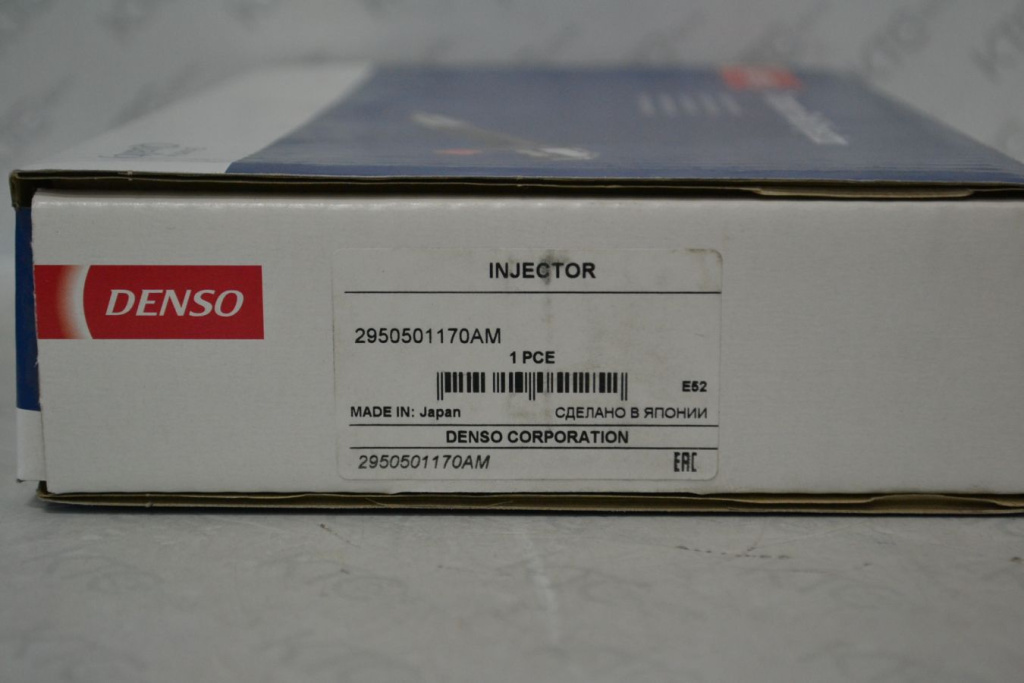 DENSO
INJECTOR
2950501170AM
1 PCE
E52
MADE IN: Japan СДЕЛАНО В ЯПОНИИ
DENSO CORPORATION
2950501170AM EAC